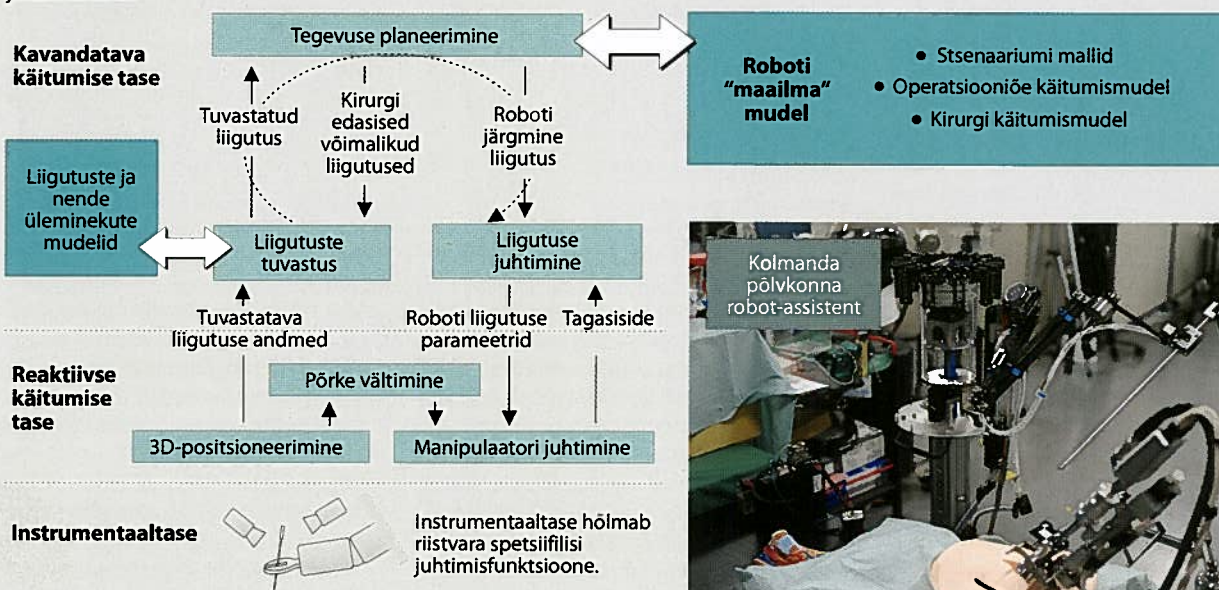 Kavandatava
käitumise tase
Tegevuse planeerimine
Tuvastatud
liigutus
Kirurgi
edasised
võimalikud
liigutused
Roboti
järgmine
liigutus
Roboti
"maailma"
mudel
● Stsenaariumi mallid
● Operatsiooniõe käitumismudel
● Kirurgi käitumismudel
Liigutuste ja
nende
üleminekute
mudelid
Liigutuste
tuvastus
Liigutuse
juhtimine
Tuvastatava
liigutuse andmed
Roboti liigutuse
parameetrid
Tagasiside
Reaktiivse
käitumise
tase
Põrke vältimine
3D-positsioneerimine
Manipulaatori juhtimine
Instrumentaaltase
Instrumentaaltase hõlmab
riistvara spetsiifilisi
juhtimisfunktsioone.
Kolmanda
põlvkonna
robot-assistent